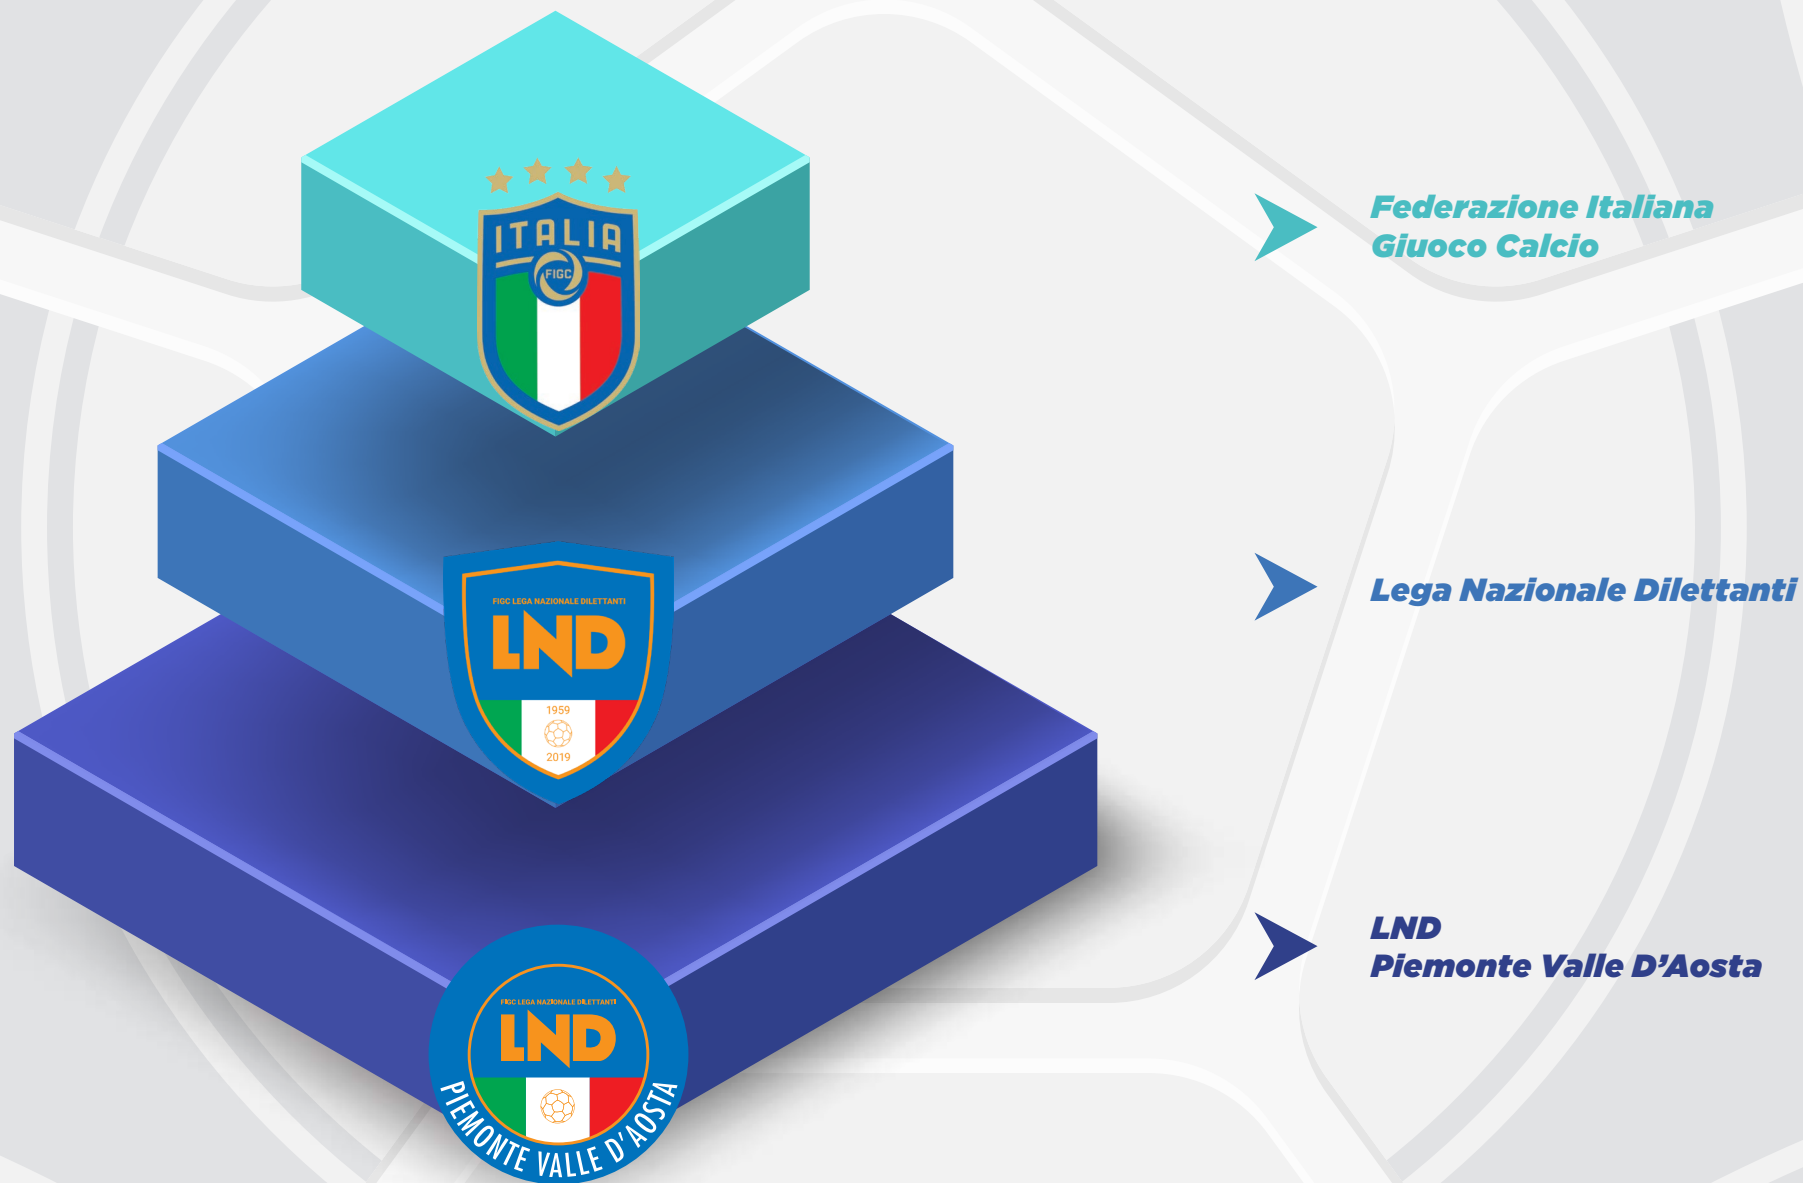 ITALIA
FIGC
Federazione Italiana
Giuoco Calcio
FIGC LEGA NAZIONALE DILETTANTI
LND
1959
2019
Lega Nazionale Dilettanti
LND
Piemonte Valle D’Aosta
FIGC LEGA NAZIONALE DILETTANTI
LND
PIEMONTE VALLE D'AOSTA